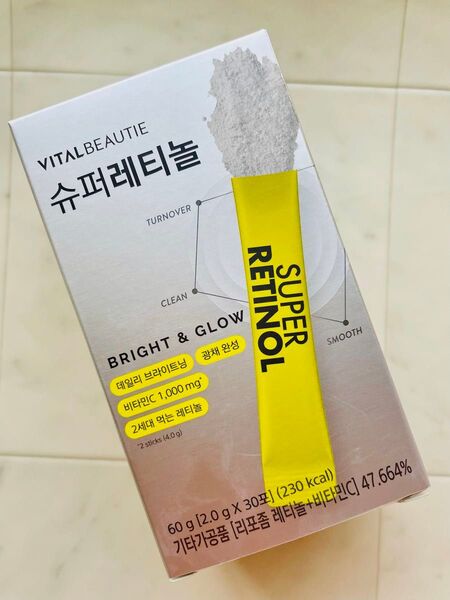 VITALBEAUTIE
슈퍼레티놀
TURNOVER
CLEAN
SMOOTH
SUPER
RETINOL
BRIGHT & GLOW
데일리 브라이트닝
광채 완성
비타민C 1,000 mg*
2세대 먹는 레티놀
*2 sticks (4.0 g)
60 g [2.0 g X 30포] (230 kcal)
기타가공품 [리포좀 레티놀+비타민C] 47.664%